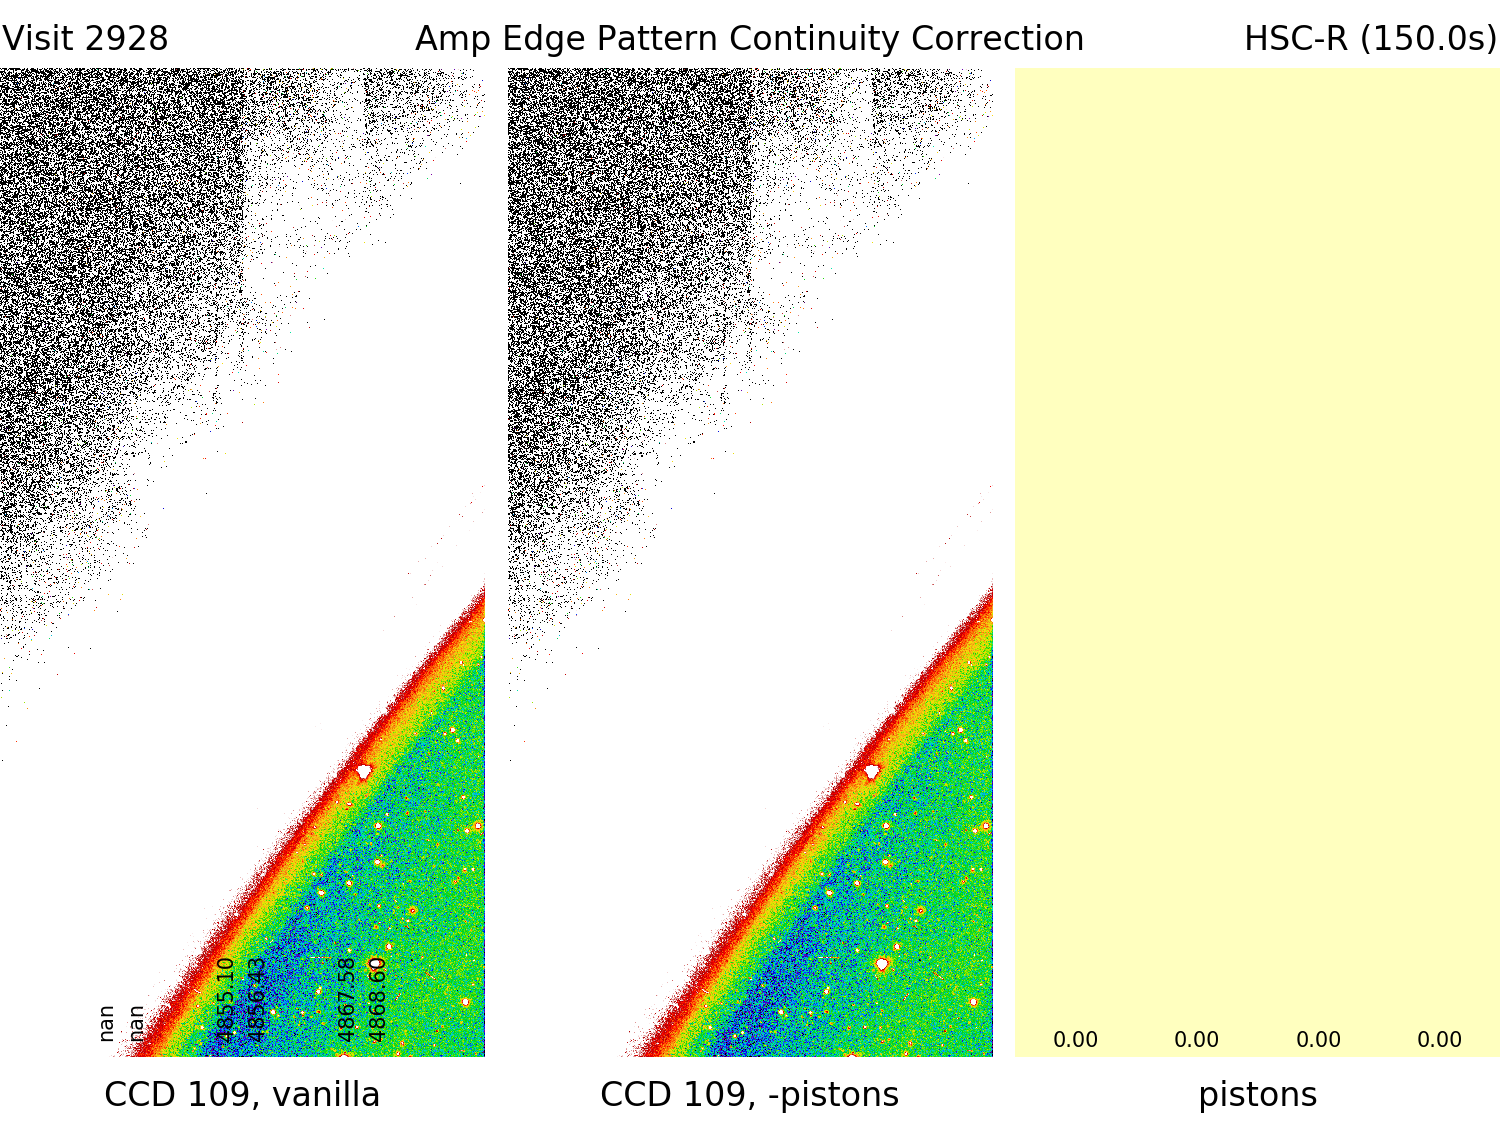 Visit 2928 Amp Edge Pattern Continuity Correction HSC-R (150.0s)
nan nan 4855.10 4856.43 4867.58 4868.60
0.00 0.00 0.00 0.00
CCD 109, vanilla CCD 109, -pistons pistons